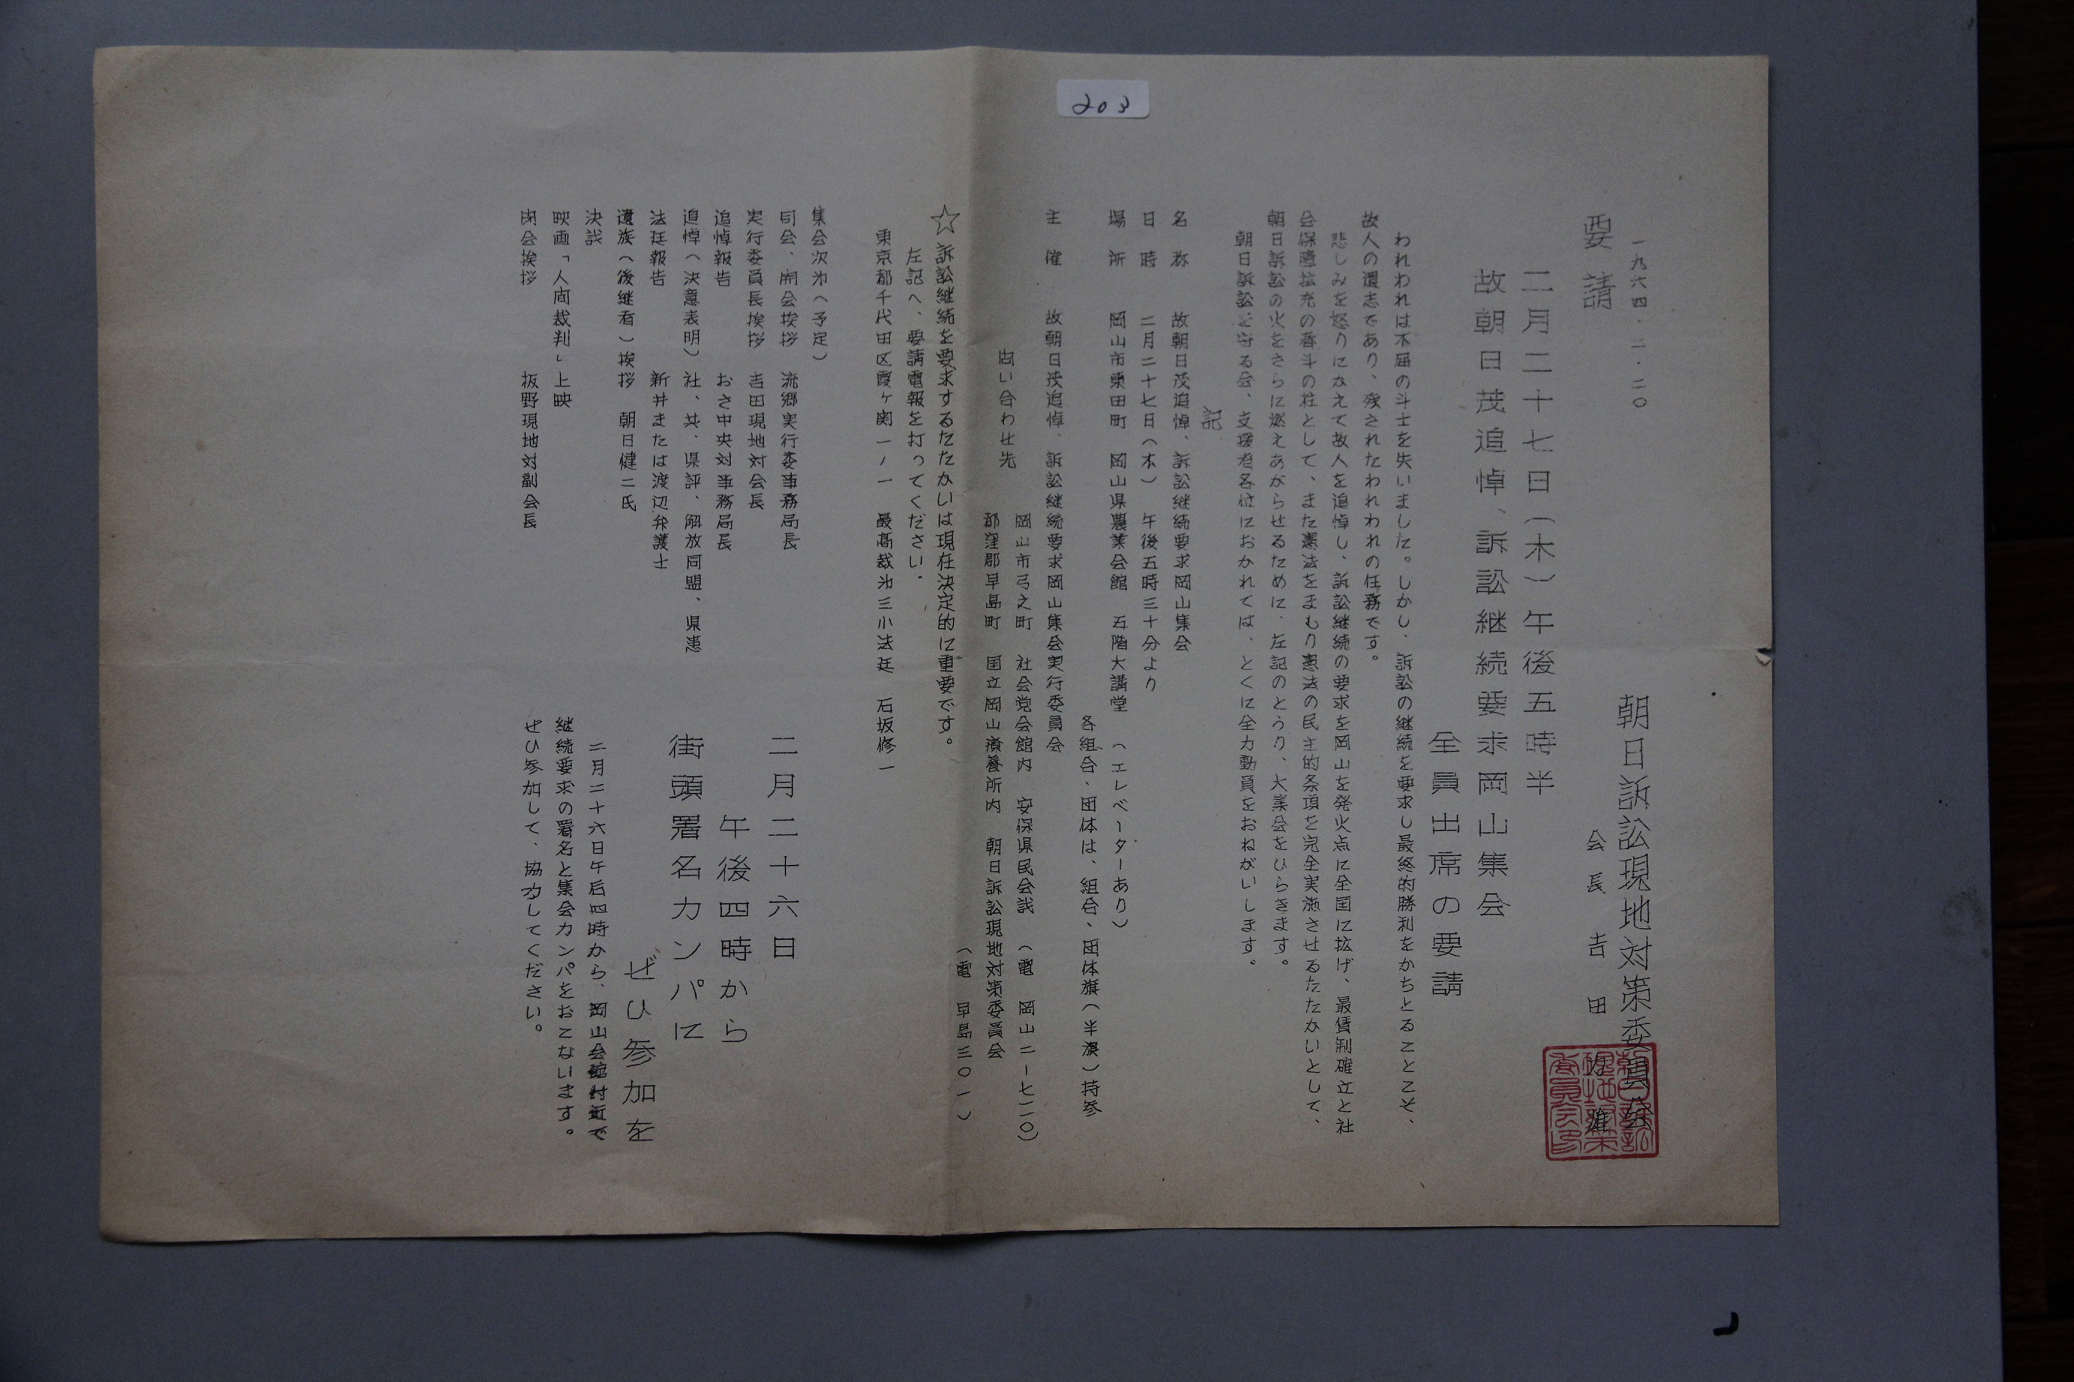 203
一九六四・二・二〇
朝日訴訟現地対策委員会
要請
会長 吉田
二月二十七日(木)午後五時半
故朝日茂追悼、訴訟継続要求岡山集会
全員出席の要請
われわれは不屈の斗士を失いました。しかし、訴訟の継続を要求し最終的勝利をかちとることこそ、
故人の遺志であり、残されたわれわれの任務です。
悲しみを怒りにかえて故人を追悼し、訴訟継続の要求を岡山を発火点に全国に拡げ、最賃制確立と社
会保障拡充の斗の柱として、また憲法をまもり憲法の民主的条項を完全実施させるたたかいとして、
朝日訴訟の火をさらに燃えあがらせるために、左記のとうり、大集会をひらきます。
朝日訴訟を守る会、支援者各位におかれては、とくに全力動員をおねがいします。
記
名称 故朝日茂追悼、訴訟継続要求岡山集会
日時 二月二十七日(木) 午後五時三十分より
場所 岡山市東田町 岡山県農業会館 五階大講堂 (エレベーターあり)
各組合、団体は、組合、団体旗(半旗)持参
主催 故朝日茂追悼、訴訟継続要求岡山集会実行委員会
問い合わせ先
岡山市弓之町 社会党会館内 安保県民会議 (電 岡山二ー七一二〇)
都窪郡早島町 国立岡山療養所内 朝日訴訟現地対策委員会
(電 早島三〇一)
☆訴訟継続を要求するたたかいは現在決定的に重要です。
左記へ、要請電報を打ってください。
東京都千代田区霞ヶ関一ノ一 最高裁第三小法廷 石坂修一
集会次第(予定)
司会、開会挨拶 流郷実行委事務局長
実行委員長挨拶 吉田現地対会長
追悼報告 おさ中央対事務局長
追悼(決意表明) 社、共、県評、解放同盟、県患
法廷報告 新井または渡辺弁護士
遺族(後継者)挨拶 朝日健二氏
決議
映画「人間裁判」上映
閉会挨拶 板野現地対副会長
二月二十六日
午後四時から
街頭署名カンパに
ぜひ参加を
二月二十六日午后四時から、岡山会館付近で
継続要求の署名と集会カンパをおこないます。
ぜひ参加して、協力してください。